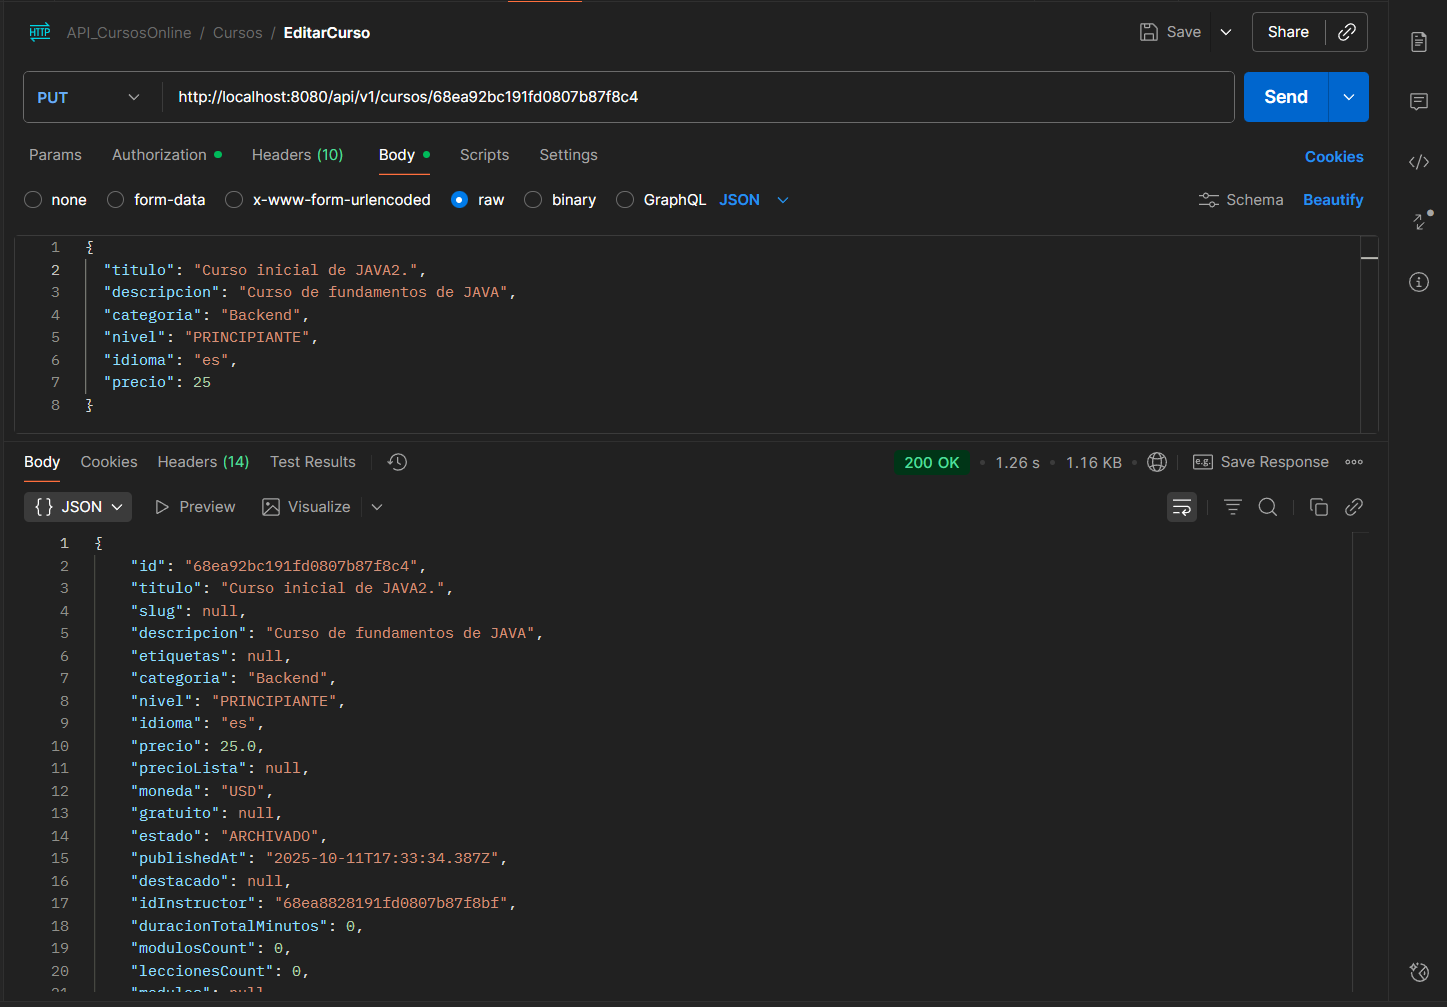 HTTP API_CursosOnline / Cursos / EditarCurso Save Share
PUT http://localhost:8080/api/v1/cursos/68ea92bc191fd0807b87f8c4 Send
Params Authorization Headers (10) Body Scripts Settings Cookies
none form-data x-www-form-urlencoded raw binary GraphQL JSON Schema Beautify
1 {
2 "titulo": "Curso inicial de JAVA2.",
3 "descripcion": "Curso de fundamentos de JAVA",
4 "categoria": "Backend",
5 "nivel": "PRINCIPIANTE",
6 "idioma": "es",
7 "precio": 25
8 }
Body Cookies Headers (14) Test Results 200 OK • 1.26 s • 1.16 KB • e.g. Save Response
{} JSON Preview Visualize
1 {
2 "id": "68ea92bc191fd0807b87f8c4",
3 "titulo": "Curso inicial de JAVA2.",
4 "slug": null,
5 "descripcion": "Curso de fundamentos de JAVA",
6 "etiquetas": null,
7 "categoria": "Backend",
8 "nivel": "PRINCIPIANTE",
9 "idioma": "es",
10 "precio": 25.0,
11 "precioLista": null,
12 "moneda": "USD",
13 "gratuito": null,
14 "estado": "ARCHIVADO",
15 "publishedAt": "2025-10-11T17:33:34.387Z",
16 "destacado": null,
17 "idInstructor": "68ea8828191fd0807b87f8bf",
18 "duracionTotalMinutos": 0,
19 "modulosCount": 0,
20 "leccionesCount": 0,
21 "modulos": null